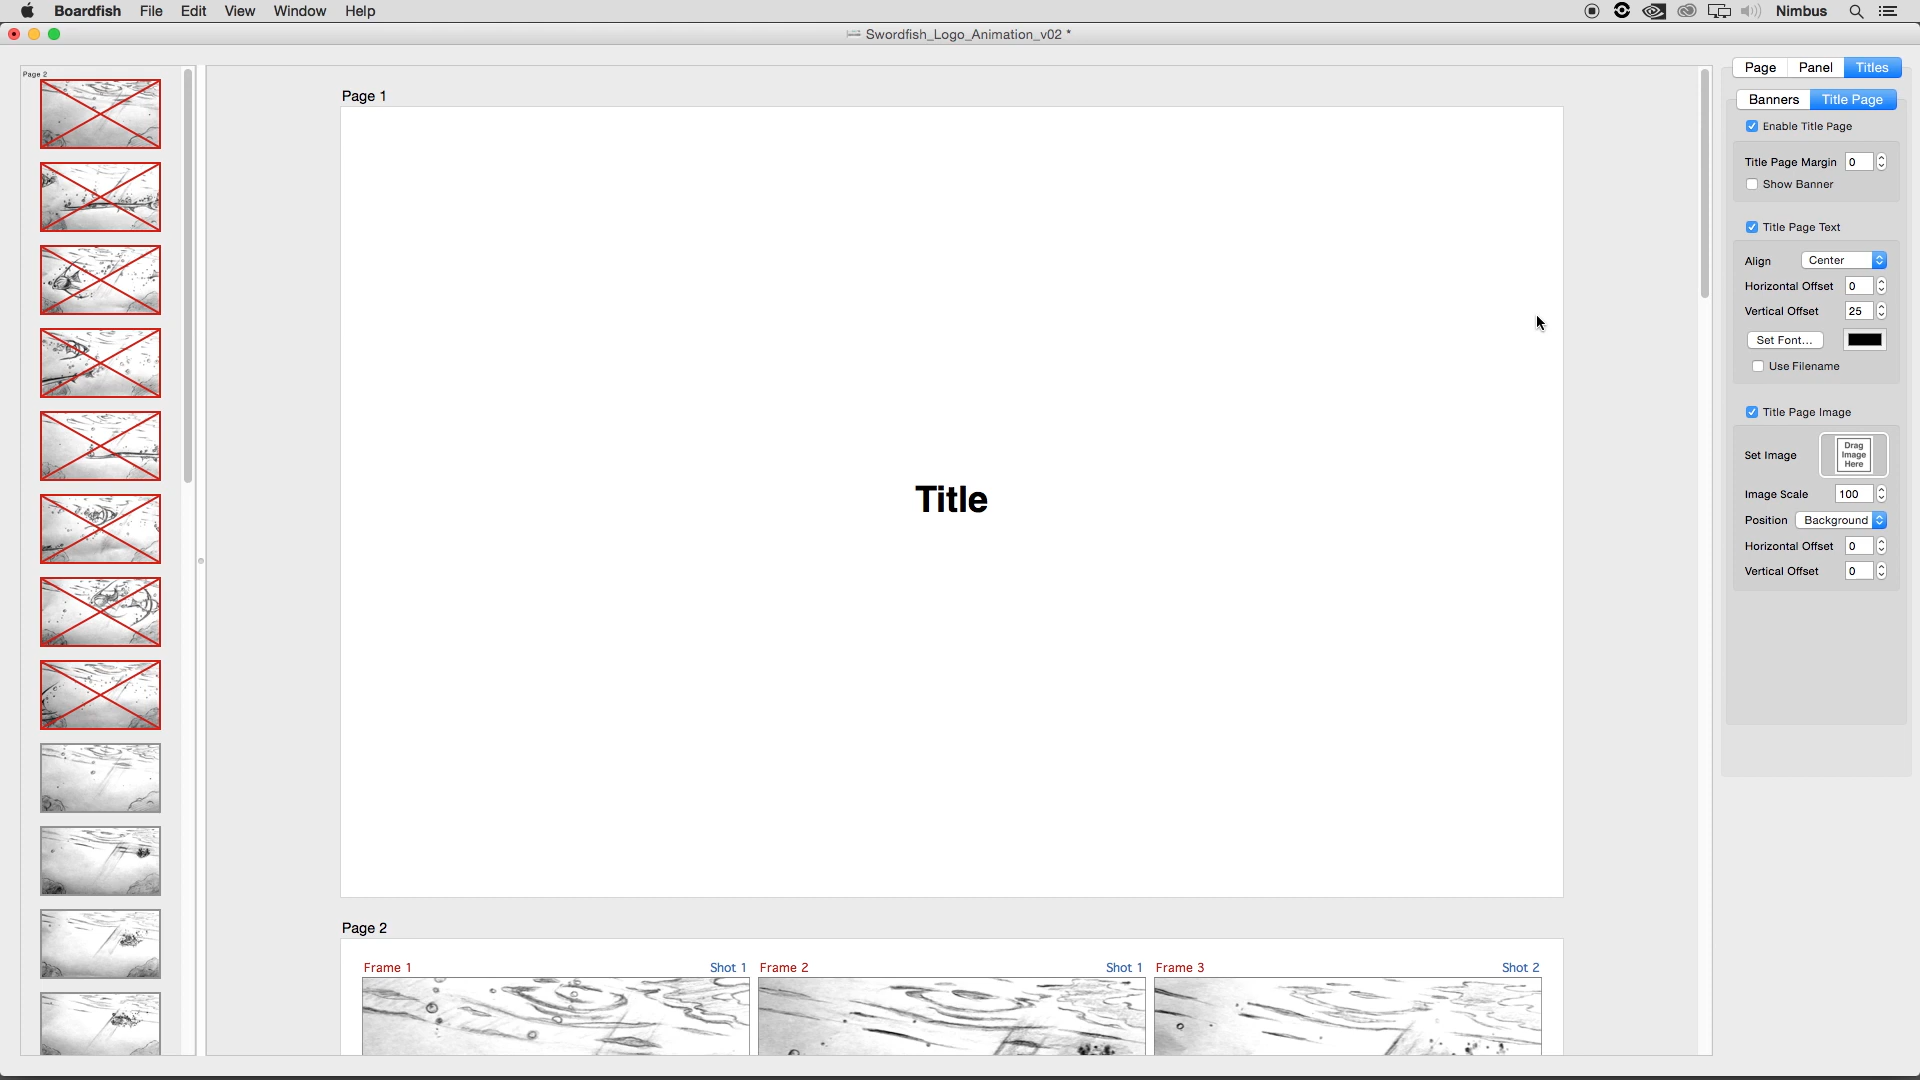 Boardfish File Edit View Window Help Nimbus
Swordfish_Logo_Animation_v02 *
Page 2
Page 1
Title
Page 2
Frame 1 Shot 1 Frame 2 Shot 1 Frame 3 Shot 2
Page Panel Titles
Banners Title Page
Enable Title Page
Title Page Margin 0
Show Banner
Title Page Text
Align Center
Horizontal Offset 0
Vertical Offset 25
Set Font...
Use Filename
Title Page Image
Set Image Drag
Image
Here
Image Scale 100
Position Background
Horizontal Offset 0
Vertical Offset 0